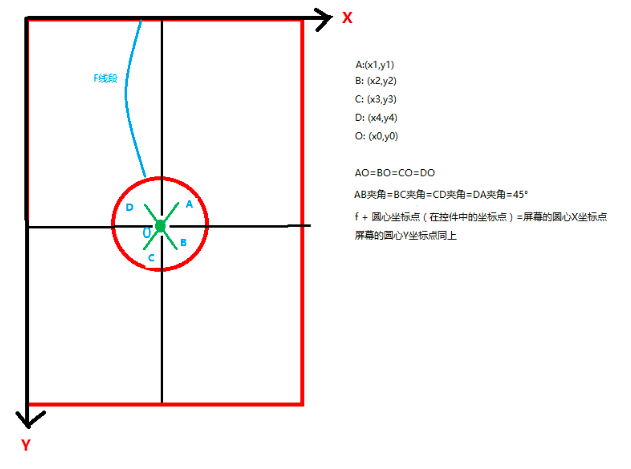 X
F线段
A:(x1,y1)
B: (x2,y2)
C: (x3,y3)
D: (x4,y4)
O: (x0,y0)
AO=BO=CO=DO
AB夹角=BC夹角=CD夹角=DA夹角=45°
f + 圆心坐标点（在控件中的坐标点）=屏幕的圆心X坐标点
屏幕的圆心Y坐标点同上
D
A
O
B
C
Y